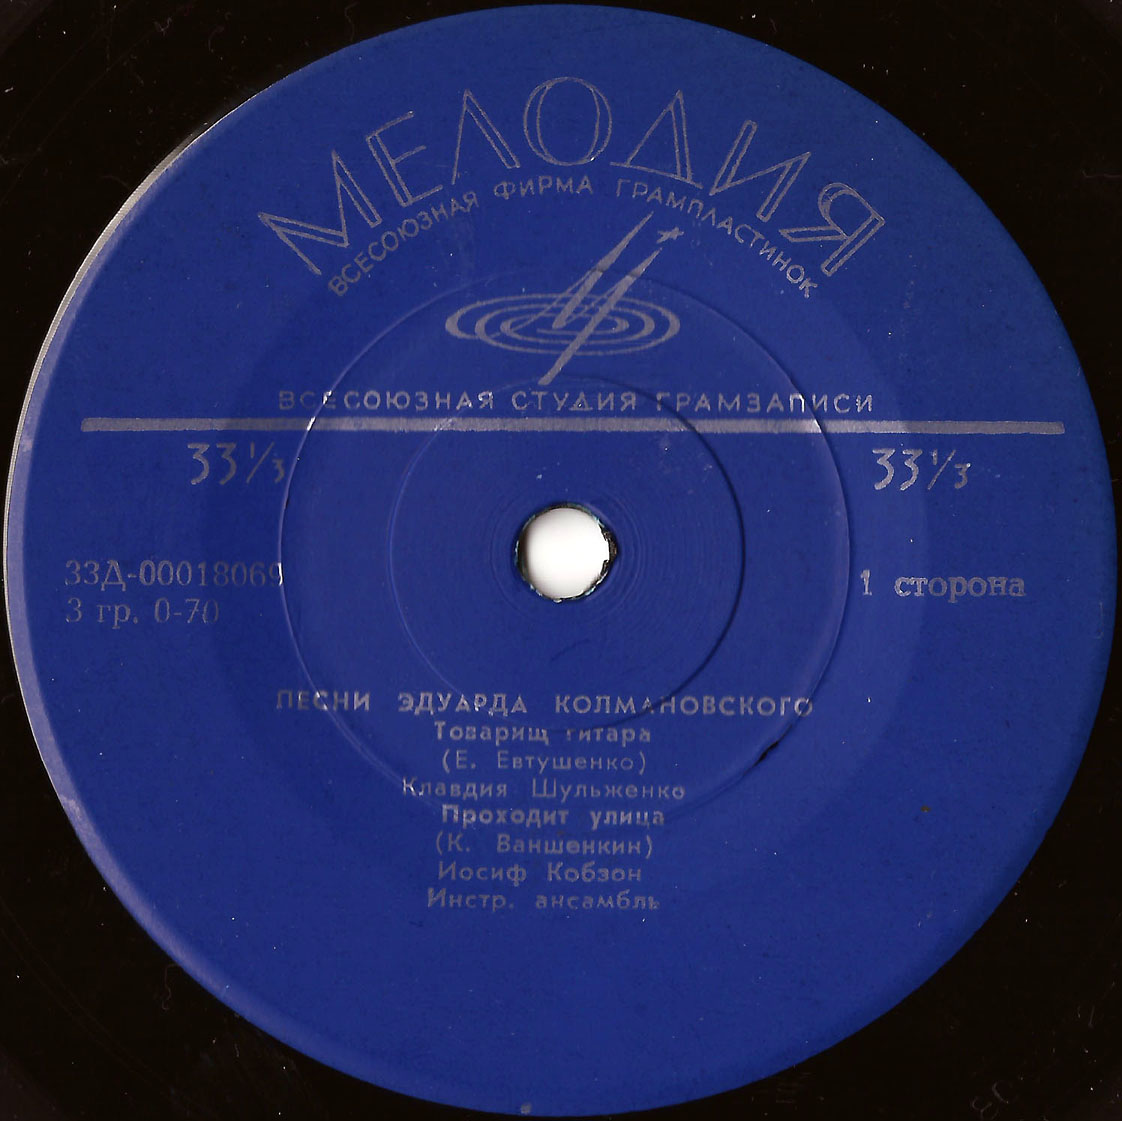 МЕЛОДИЯ
ВСЕСОЮЗНАЯ ФИРМА ГРАМПЛАСТИНОК
ВСЕСОЮЗНАЯ СТУДИЯ ГРАМЗАПИСИ
33⅓ 33⅓
33Д-00018069 1 сторона
3 гр. 0-70
ПЕСНИ ЭДУАРДА КОЛМАНОВСКОГО
Товарищ гитара
(Е. Евтушенко)
Клавдия Шульженко
Проходит улица
(К. Ваншенкин)
Иосиф Кобзон
Инстр. ансамбль